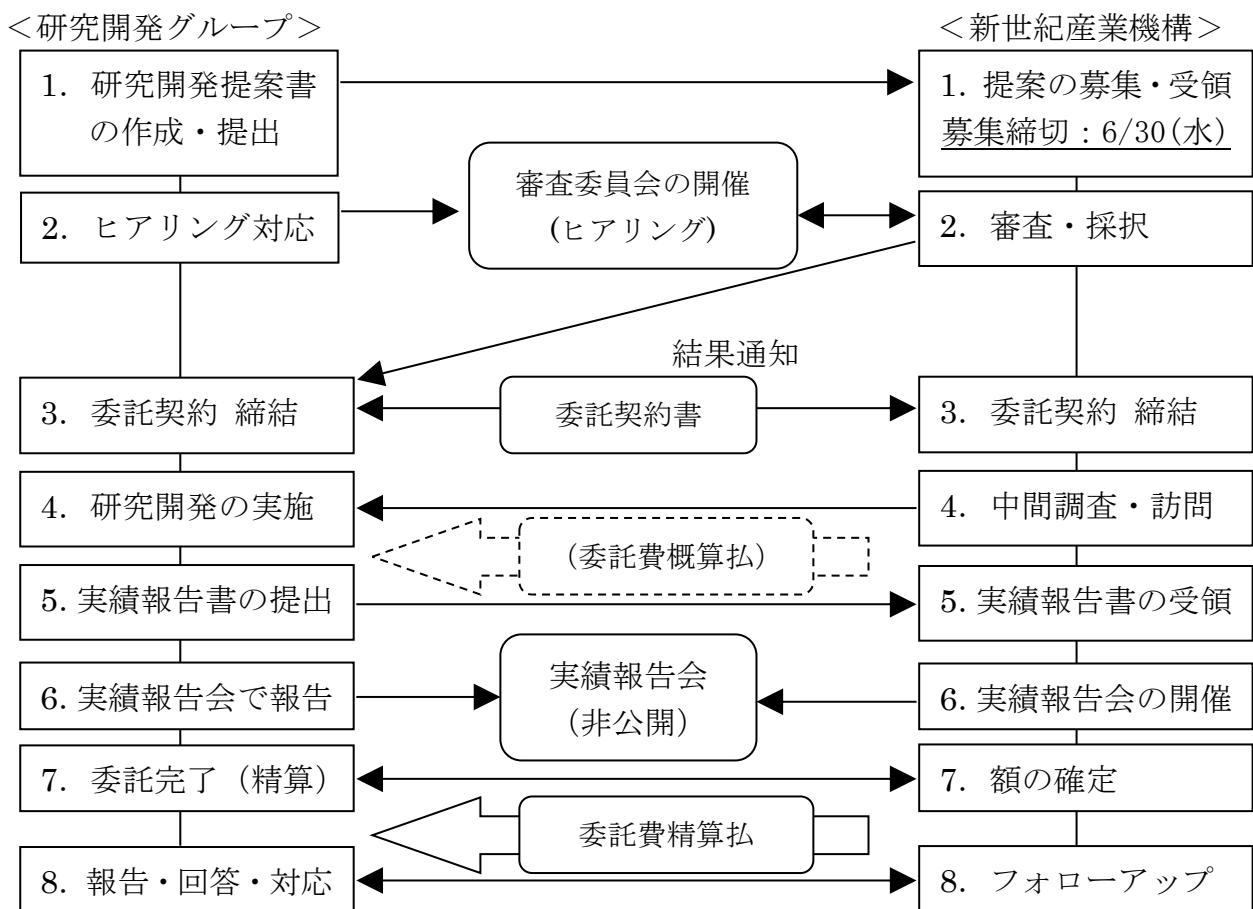 ＜研究開発グループ＞
＜新世紀産業機構＞
1. 研究開発提案書
の作成・提出
1. 提案の募集・受領
募集締切：6/30(水)
審査委員会の開催
(ヒアリング)
2. ヒアリング対応
2. 審査・採択
結果通知
3. 委託契約 締結
委託契約書
3. 委託契約 締結
4. 研究開発の実施
4. 中間調査・訪問
（委託費概算払）
5. 実績報告書の提出
5. 実績報告書の受領
実績報告会
（非公開）
6. 実績報告会で報告
6. 実績報告会の開催
7. 委託完了（精算）
7. 額の確定
委託費精算払
8. 報告・回答・対応
8. フォローアップ